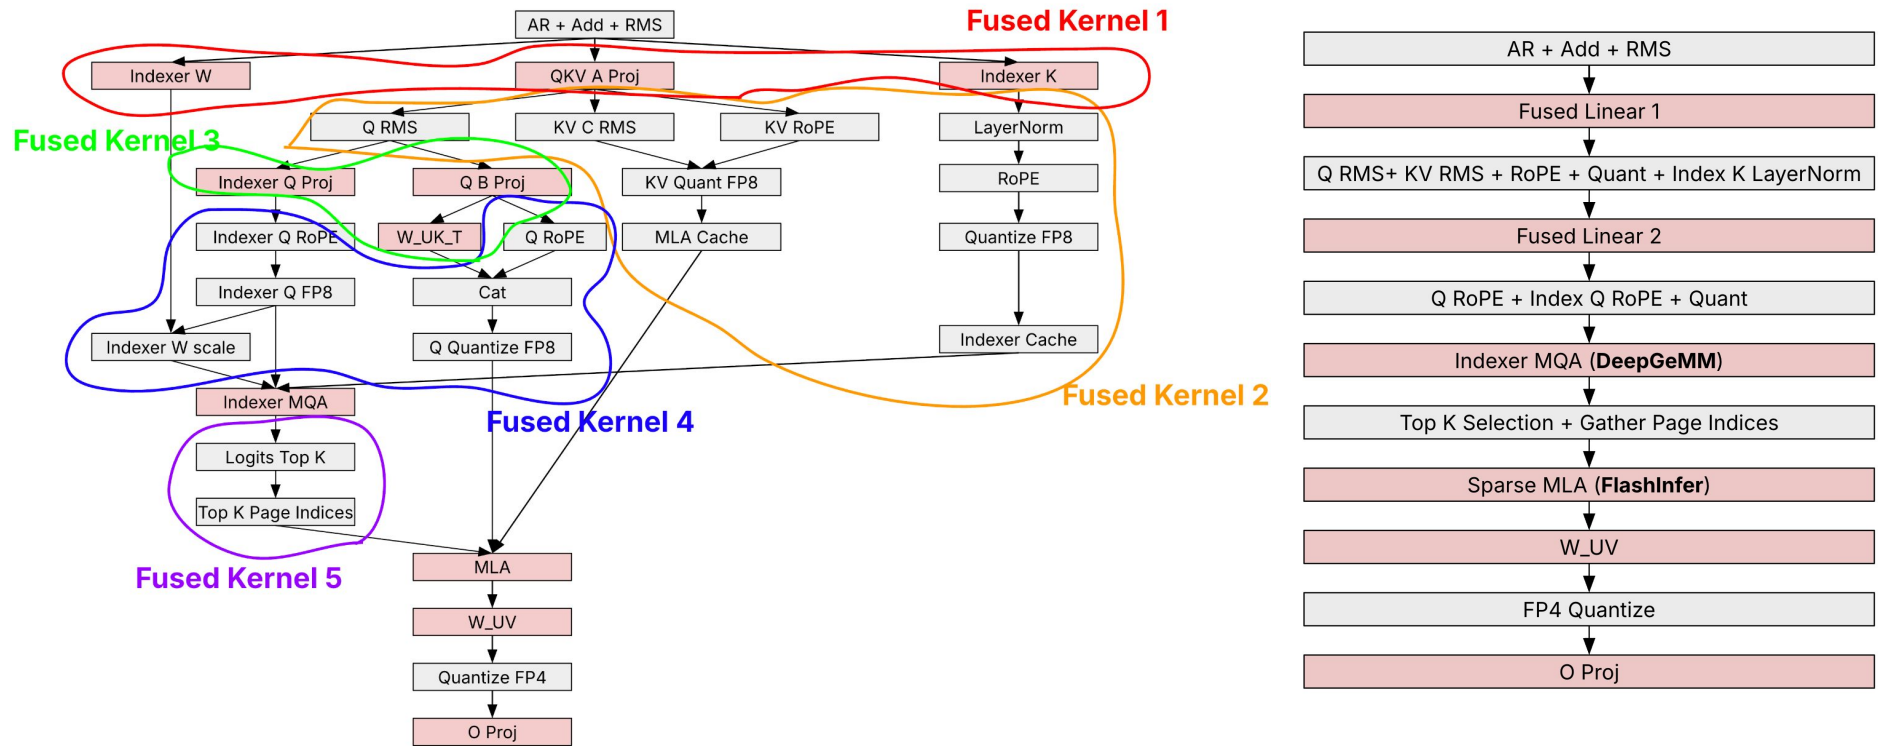 AR + Add + RMS
Fused Kernel 1
Indexer W
QKV A Proj
Indexer K
Q RMS
KV C RMS
KV RoPE
LayerNorm
Fused Kernel 3
Indexer Q Proj
Q B Proj
KV Quant FP8
RoPE
Indexer Q RoPE
W_UK_T
Q RoPE
MLA Cache
Quantize FP8
Indexer Q FP8
Cat
Indexer W scale
Q Quantize FP8
Indexer Cache
Indexer MQA
Fused Kernel 2
Fused Kernel 4
Logits Top K
Top K Page Indices
Fused Kernel 5
MLA
W_UV
Quantize FP4
O Proj
AR + Add + RMS
Fused Linear 1
Q RMS+ KV RMS + RoPE + Quant + Index K LayerNorm
Fused Linear 2
Q RoPE + Index Q RoPE + Quant
Indexer MQA (DeepGeMM)
Top K Selection + Gather Page Indices
Sparse MLA (FlashInfer)
W_UV
FP4 Quantize
O Proj